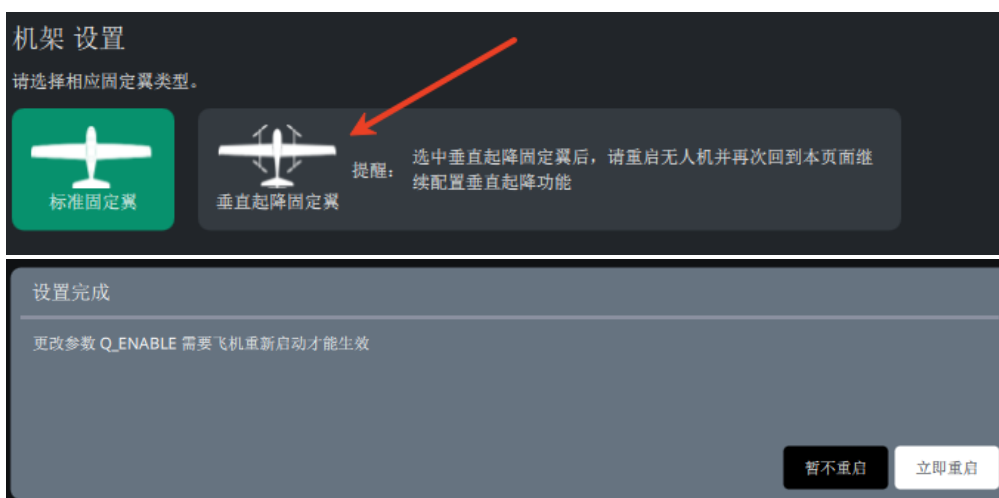 机架 设置
请选择相应固定翼类型。
标准固定翼
垂直起降固定翼
提醒：
选中垂直起降固定翼后，请重启无人机并再次回到本页面继
续配置垂直起降功能
设置完成
更改参数 Q_ENABLE 需要飞机重新启动才能生效
暂不重启
立即重启